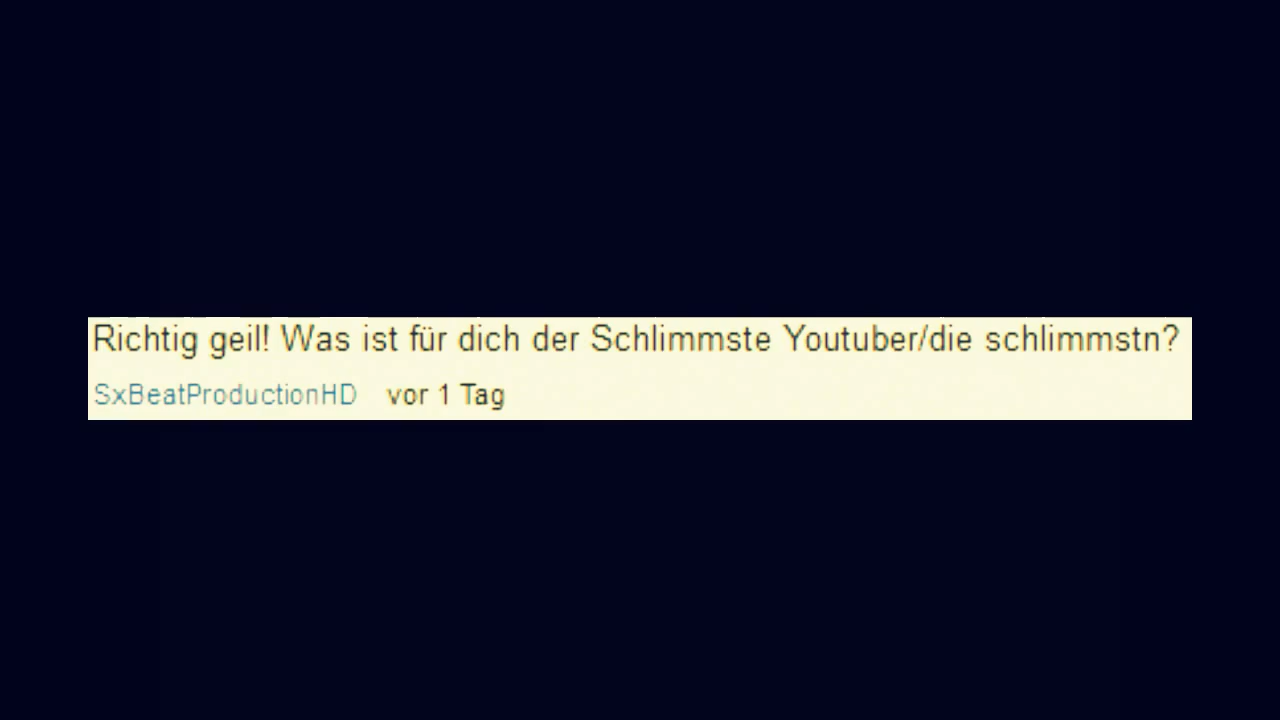 Richtig geil! Was ist für dich der Schlimmste Youtuber/die schlimmstn?
SxBeatProductionHD vor 1 Tag